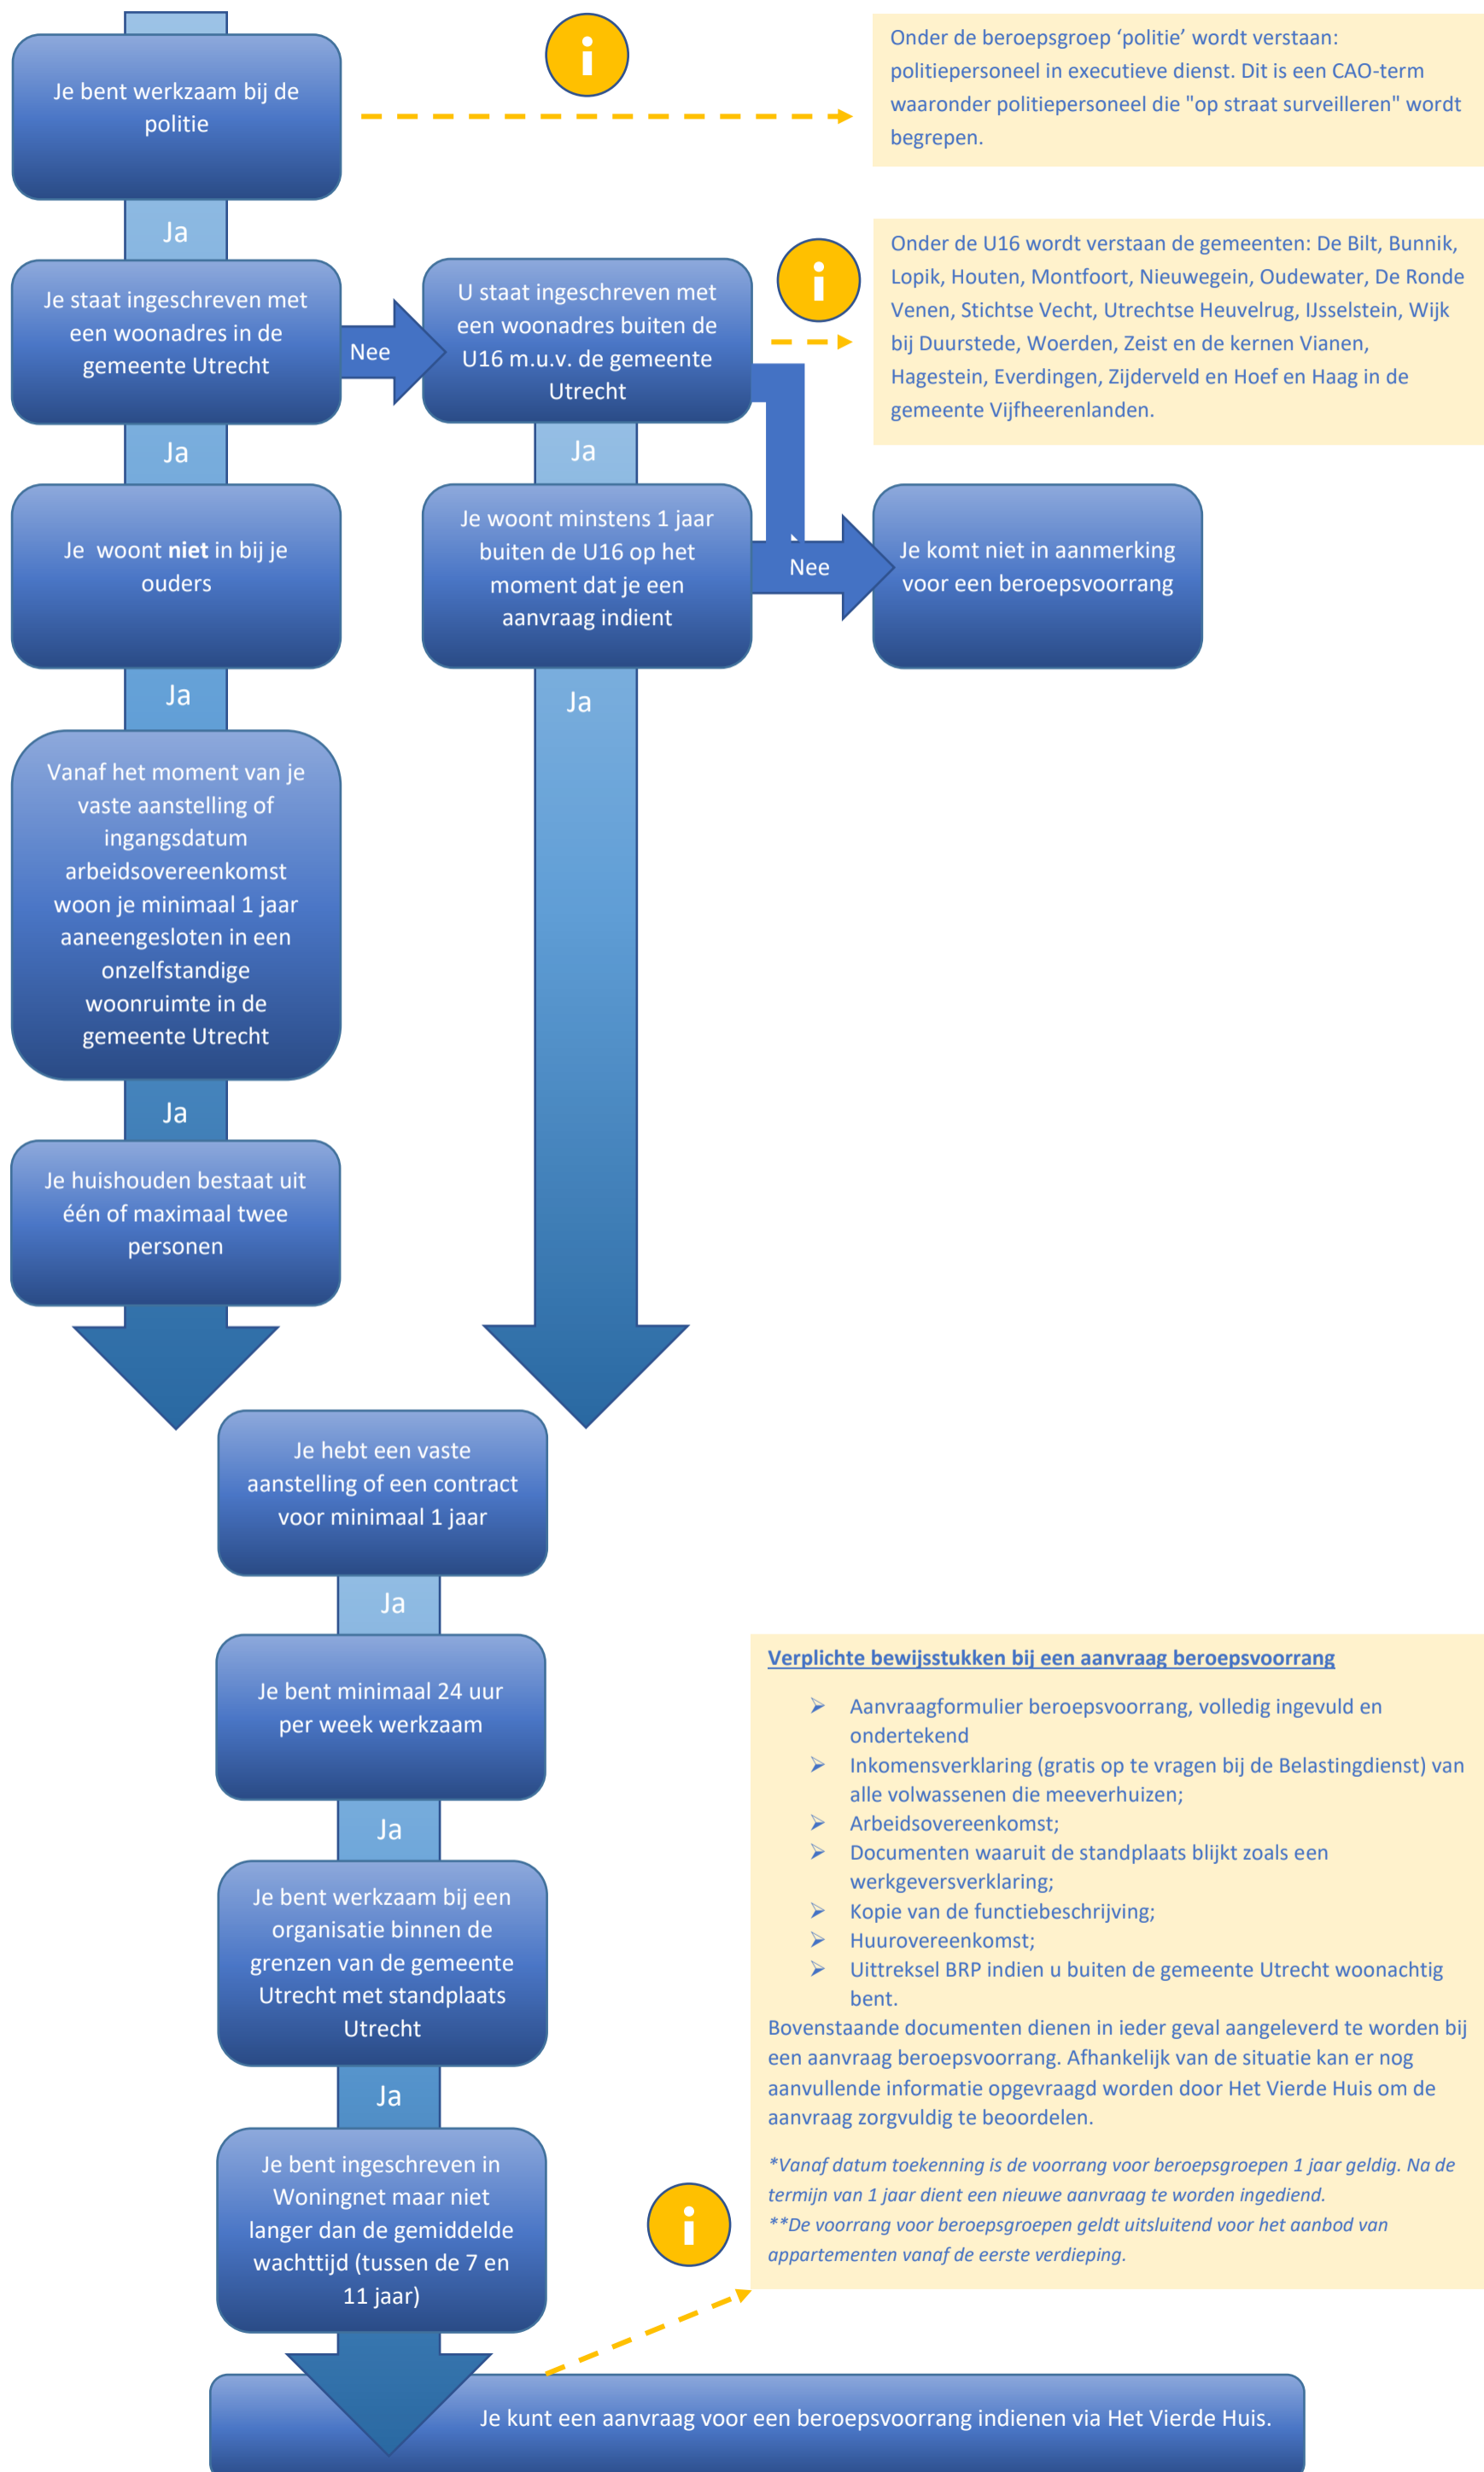 Je bent werkzaam bij de
politie
i
Onder de beroepsgroep ‘politie’ wordt verstaan:
politiepersoneel in executieve dienst. Dit is een CAO-term
waaronder politiepersoneel die "op straat surveilleren" wordt
begrepen.
Ja
Je staat ingeschreven met
een woonadres in de
gemeente Utrecht
Nee
U staat ingeschreven met
een woonadres buiten de
U16 m.u.v. de gemeente
Utrecht
i
Onder de U16 wordt verstaan de gemeenten: De Bilt, Bunnik,
Lopik, Houten, Montfoort, Nieuwegein, Oudewater, De Ronde
Venen, Stichtse Vecht, Utrechtse Heuvelrug, IJsselstein, Wijk
bij Duurstede, Woerden, Zeist en de kernen Vianen,
Hagestein, Everdingen, Zijderveld en Hoef en Haag in de
gemeente Vijfheerenlanden.
Ja
Ja
Je woont niet in bij je
ouders
Je woont minstens 1 jaar
buiten de U16 op het
moment dat je een
aanvraag indient
Nee
Je komt niet in aanmerking
voor een beroepsvoorrang
Ja
Ja
Vanaf het moment van je
vaste aanstelling of
ingangsdatum
arbeidsovereenkomst
woon je minimaal 1 jaar
aaneengesloten in een
onzelfstandige
woonruimte in de
gemeente Utrecht
Ja
Je huishouden bestaat uit
één of maximaal twee
personen
Je hebt een vaste
aanstelling of een contract
voor minimaal 1 jaar
Ja
Je bent minimaal 24 uur
per week werkzaam
Ja
Je bent werkzaam bij een
organisatie binnen de
grenzen van de gemeente
Utrecht met standplaats
Utrecht
Ja
Je bent ingeschreven in
Woningnet maar niet
langer dan de gemiddelde
wachttijd (tussen de 7 en
11 jaar)
i
Verplichte bewijsstukken bij een aanvraag beroepsvoorrang
➢ Aanvraagformulier beroepsvoorrang, volledig ingevuld en
ondertekend
➢ Inkomensverklaring (gratis op te vragen bij de Belastingdienst) van
alle volwassenen die meeverhuizen;
➢ Arbeidsovereenkomst;
➢ Documenten waaruit de standplaats blijkt zoals een
werkgeversverklaring;
➢ Kopie van de functiebeschrijving;
➢ Huurovereenkomst;
➢ Uittreksel BRP indien u buiten de gemeente Utrecht woonachtig
bent.
Bovenstaande documenten dienen in ieder geval aangeleverd te worden bij
een aanvraag beroepsvoorrang. Afhankelijk van de situatie kan er nog
aanvullende informatie opgevraagd worden door Het Vierde Huis om de
aanvraag zorgvuldig te beoordelen.
*Vanaf datum toekenning is de voorrang voor beroepsgroepen 1 jaar geldig. Na de
termijn van 1 jaar dient een nieuwe aanvraag te worden ingediend.
**De voorrang voor beroepsgroepen geldt uitsluitend voor het aanbod van
appartementen vanaf de eerste verdieping.
Je kunt een aanvraag voor een beroepsvoorrang indienen via Het Vierde Huis.